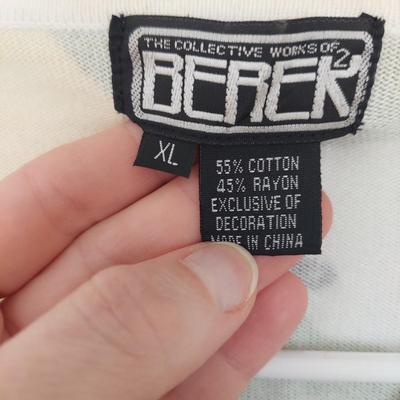 THE COLLECTIVE WORKS OF
BEREK2
XL
55% COTTON
45% RAYON
EXCLUSIVE OF
DECORATION
MADE IN CHINA